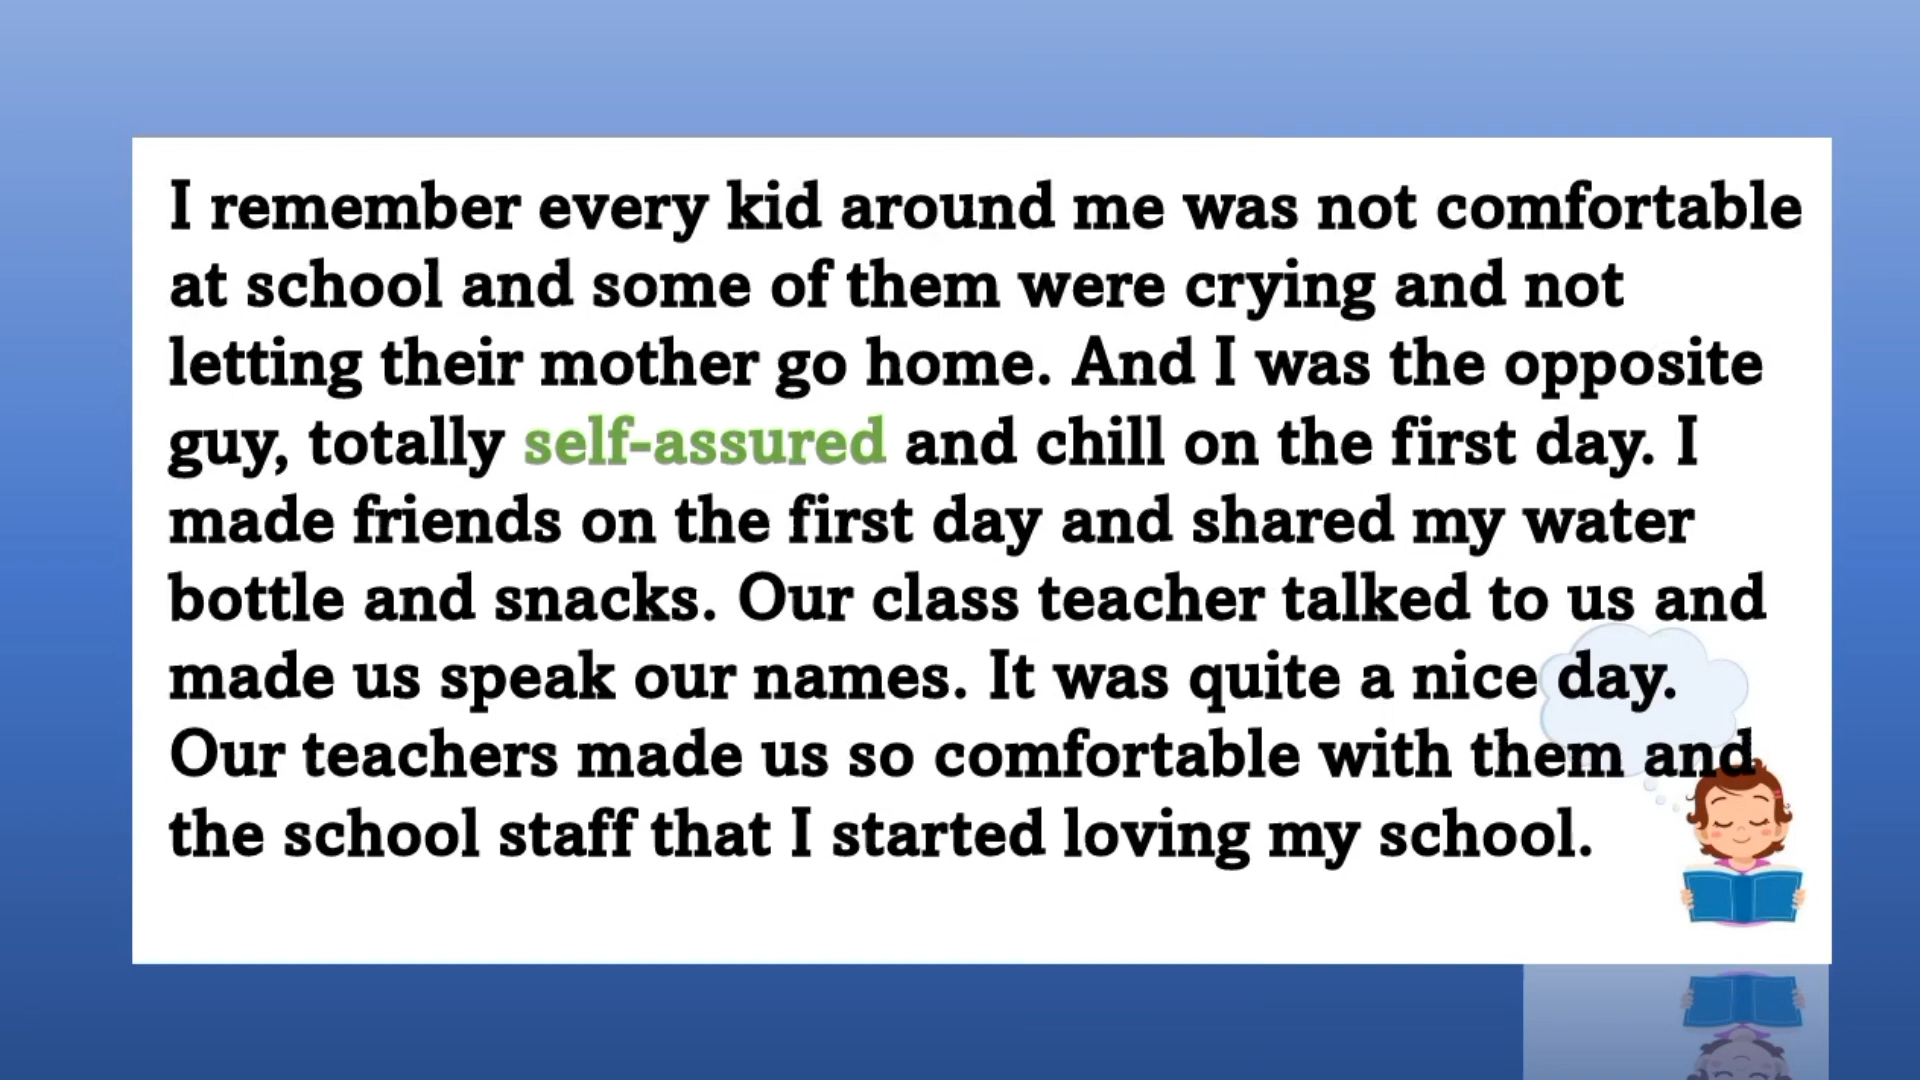 I remember every kid around me was not comfortable
at school and some of them were crying and not
letting their mother go home. And I was the opposite
guy, totally self-assured and chill on the first day. I
made friends on the first day and shared my water
bottle and snacks. Our class teacher talked to us and
made us speak our names. It was quite a nice day.
Our teachers made us so comfortable with them and
the school staff that I started loving my school.